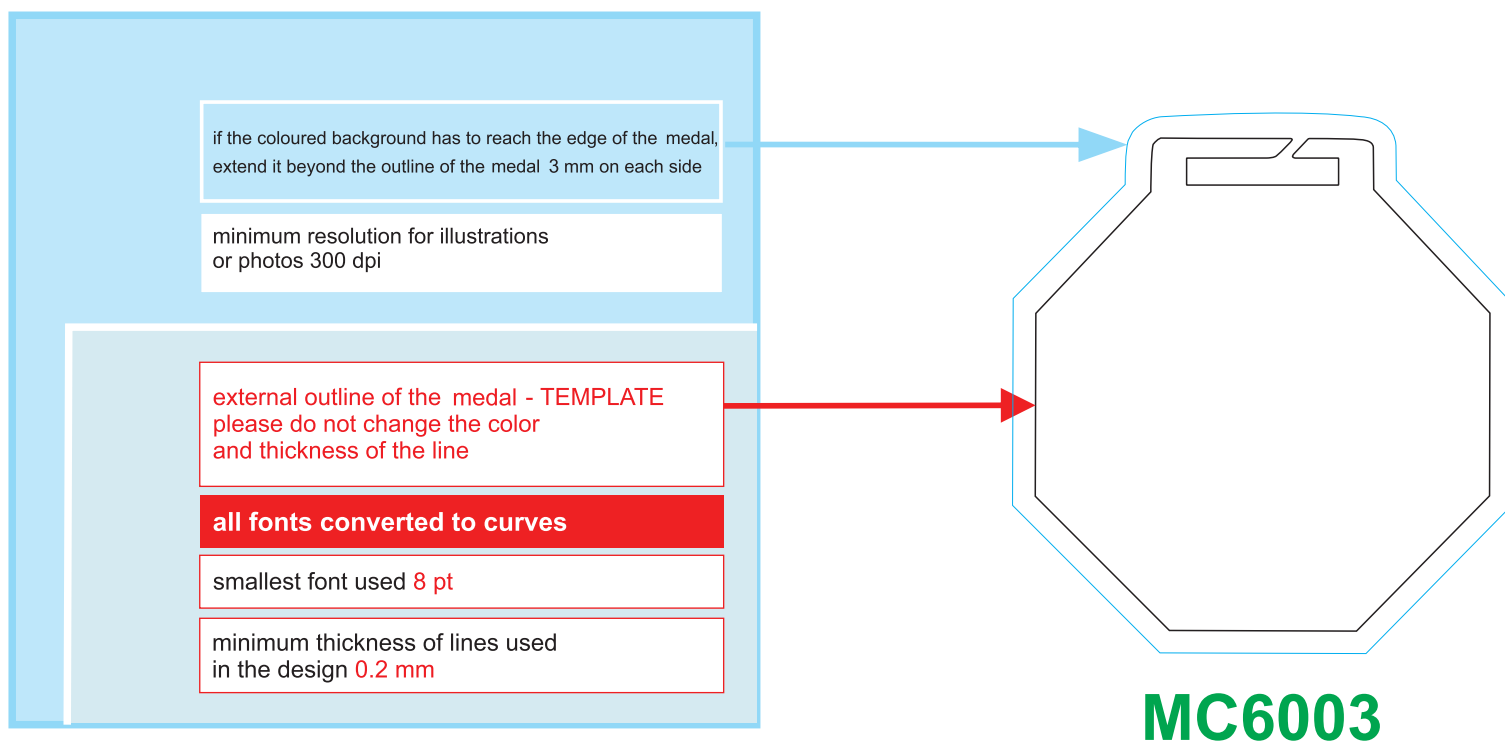 if the coloured background has to reach the edge of the medal,
extend it beyond the outline of the medal 3 mm on each side
minimum resolution for illustrations
or photos 300 dpi
external outline of the medal - TEMPLATE
please do not change the color
and thickness of the line
all fonts converted to curves
smallest font used 8 pt
minimum thickness of lines used
in the design 0.2 mm
MC6003